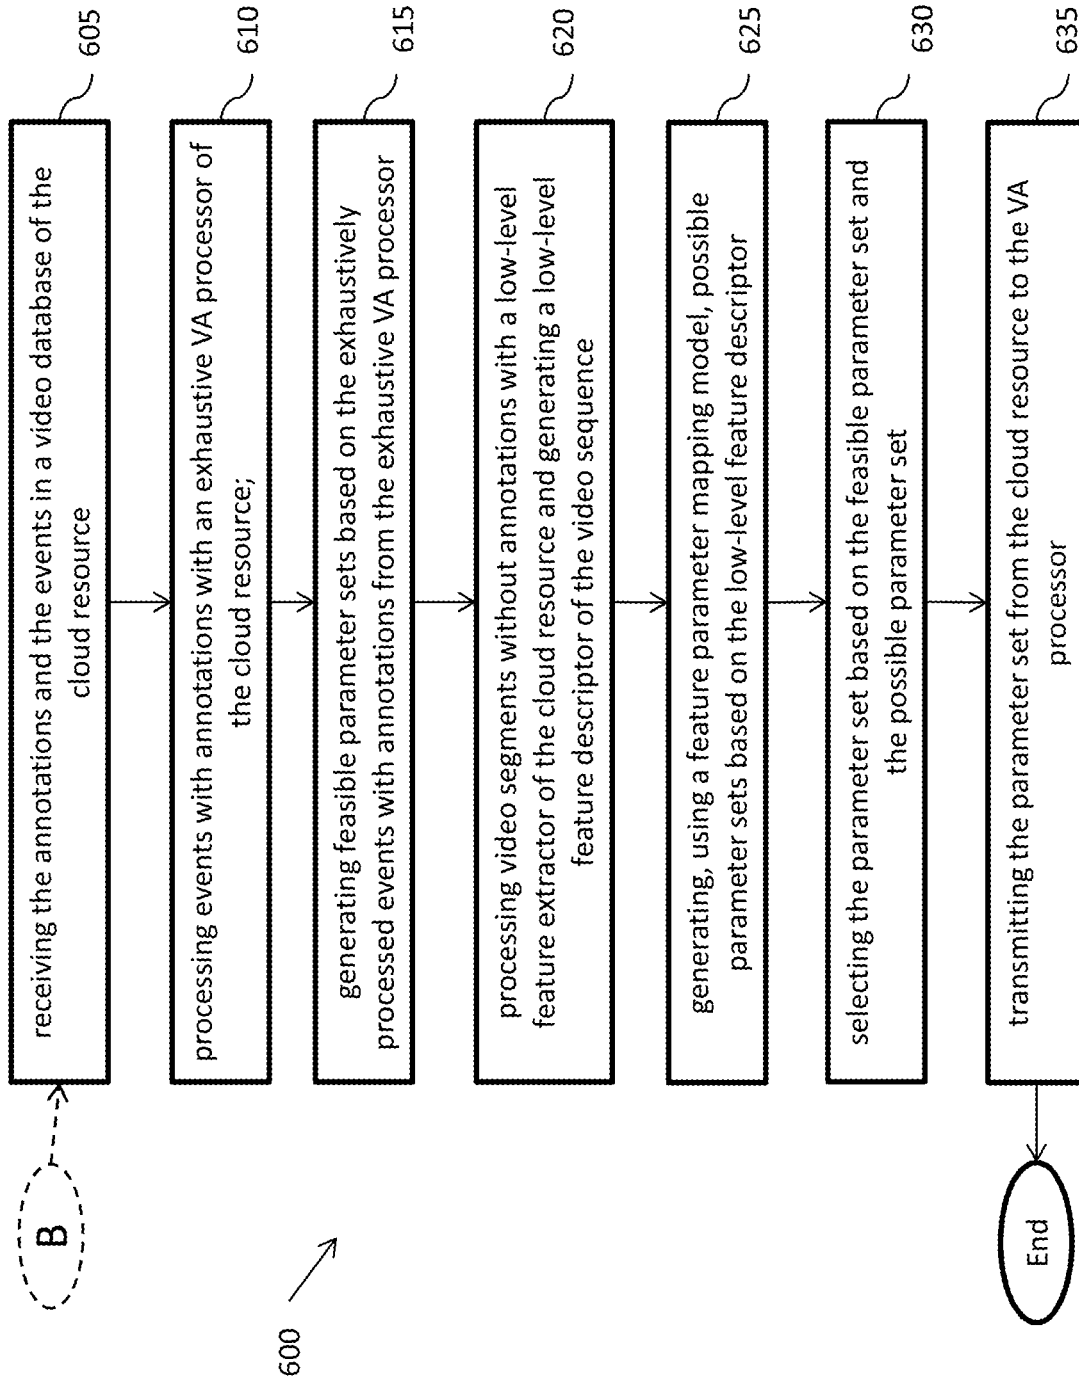 B
600
receiving the annotations and the events in a video database of the
cloud resource
605
processing events with annotations with an exhaustive VA processor of
the cloud resource;
610
generating feasible parameter sets based on the exhaustively
processed events with annotations from the exhaustive VA processor
615
processing video segments without annotations with a low-level
feature extractor of the cloud resource and generating a low-level
feature descriptor of the video sequence
620
generating, using a feature parameter mapping model, possible
parameter sets based on the low-level feature descriptor
625
selecting the parameter set based on the feasible parameter set and
the possible parameter set
630
transmitting the parameter set from the cloud resource to the VA
processor
635
End